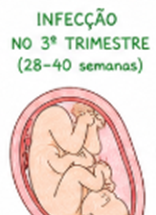 INFECÇÃO
NO 3º TRIMESTRE
(28-40 semanas)